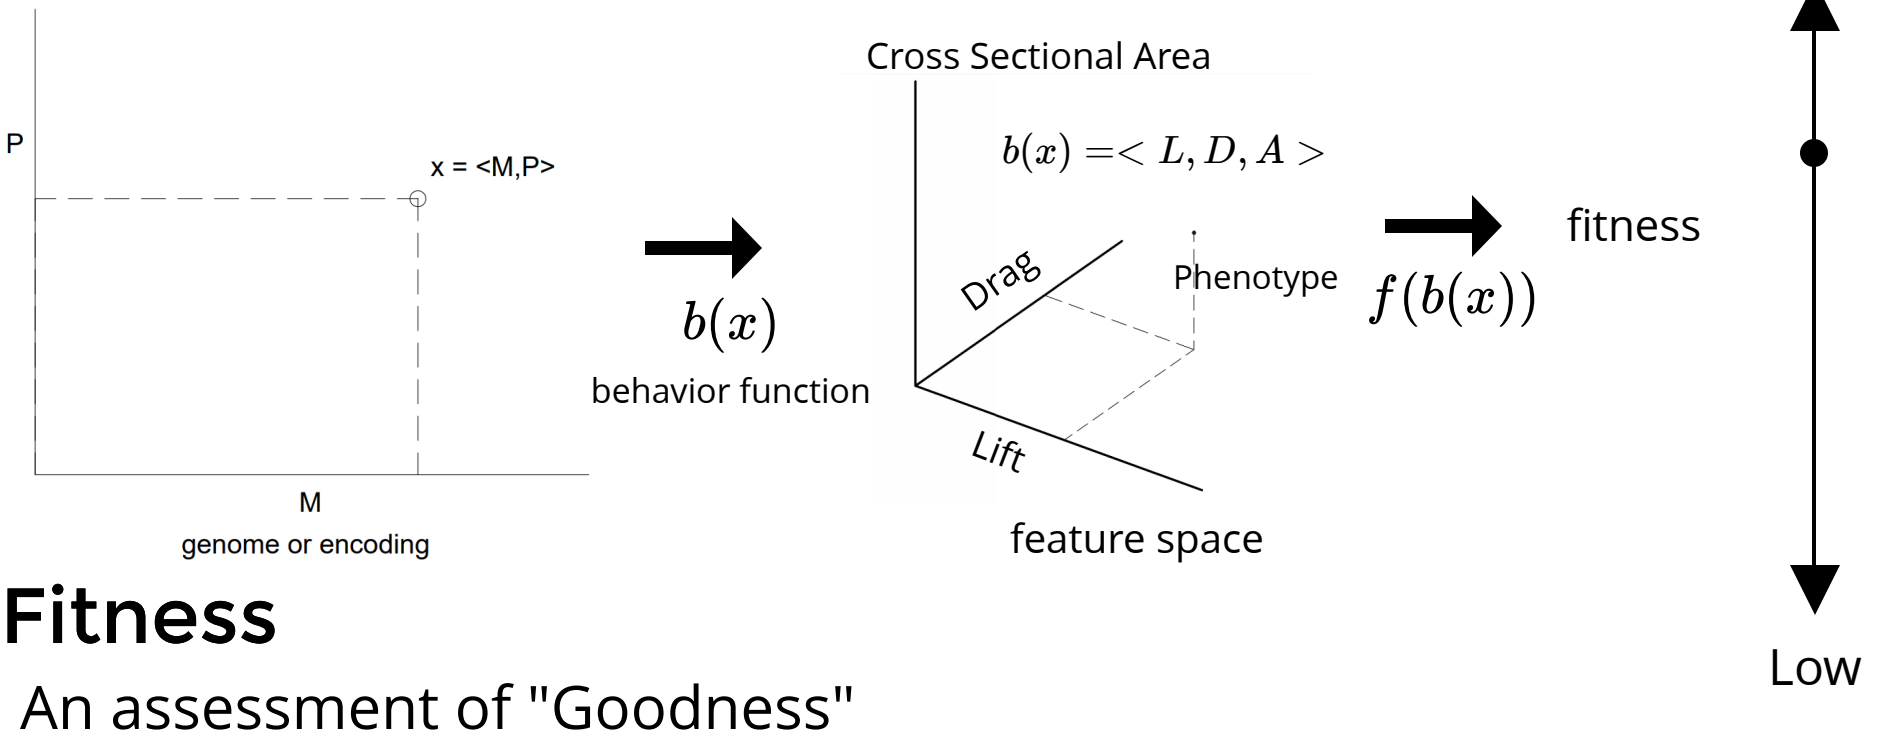 P
x = <M,P>
M
genome or encoding
b(x)
behavior function
Cross Sectional Area
b(x) =< L, D, A >
Drag
Phenotype
Lift
feature space
f(b(x))
fitness
Low
Fitness
An assessment of "Goodness"